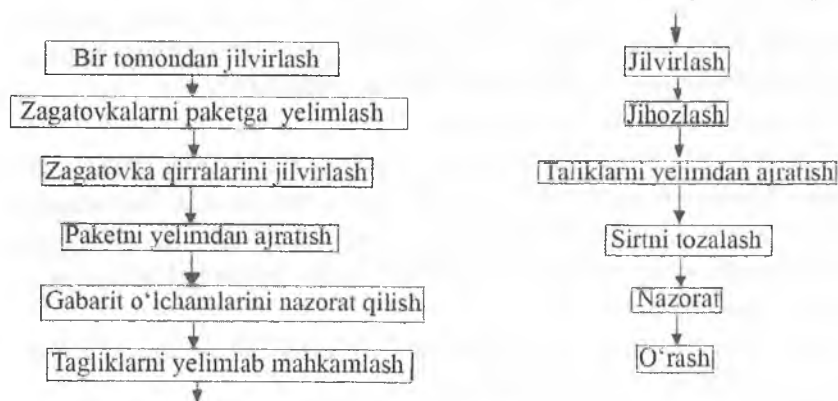 Bir tomondan jilvirlash
Zagatovkalarni paketga yelimlash
Zagatovka qirralarini jilvirlash
Paketni yelimdan ajratish
Gabarit o‘lchamlarini nazorat qilish
Tagliklarni yelimlab mahkamlash
Jilvirlash
Jihozlash
Taliklarni yelimdan ajratish
Sirtni tozalash
Nazorat
O‘rash